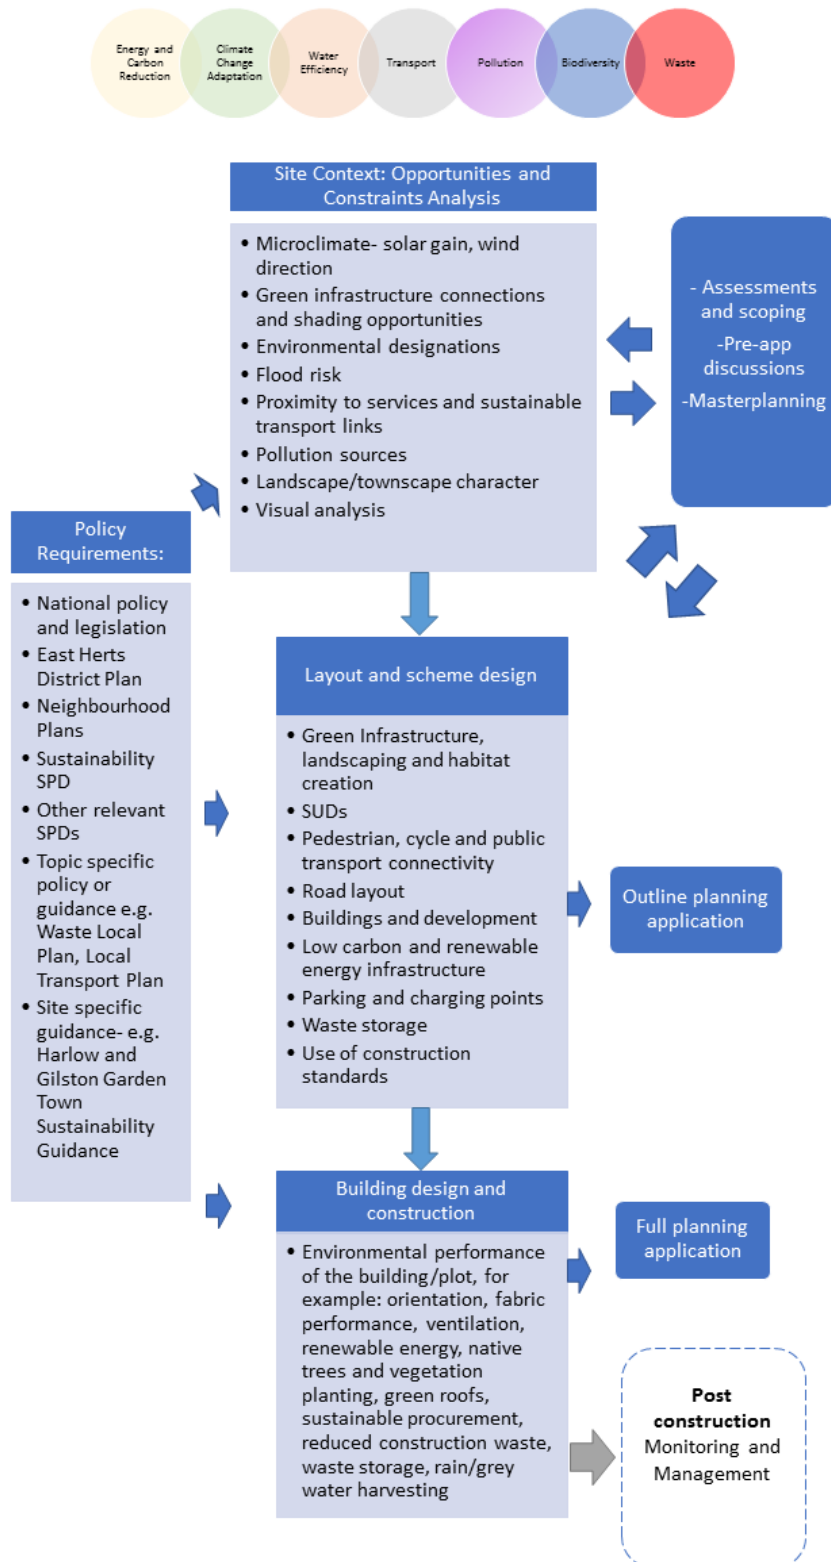 Energy and
Carbon
Reduction
Climate
Change
Adaptation
Water
Efficiency
Transport
Pollution
Biodiversity
Waste
Site Context: Opportunities and
Constraints Analysis
• Microclimate- solar gain, wind
direction
• Green infrastructure connections
and shading opportunities
• Environmental designations
• Flood risk
• Proximity to services and sustainable
transport links
• Pollution sources
• Landscape/townscape character
• Visual analysis
- Assessments
and scoping
-Pre-app
discussions
-Masterplanning
Policy
Requirements:
• National policy
and legislation
• East Herts
District Plan
• Neighbourhood
Plans
• Sustainability
SPD
• Other relevant
SPDs
• Topic specific
policy or
guidance e.g.
Waste Local
Plan, Local
Transport Plan
• Site specific
guidance- e.g.
Harlow and
Gilston Garden
Town
Sustainability
Guidance
Layout and scheme design
• Green Infrastructure,
landscaping and habitat
creation
• SUDs
• Pedestrian, cycle and public
transport connectivity
• Road layout
• Buildings and development
• Low carbon and renewable
energy infrastructure
• Parking and charging points
• Waste storage
• Use of construction
standards
Outline planning
application
Building design and
construction
• Environmental performance
of the building/plot, for
example: orientation, fabric
performance, ventilation,
renewable energy, native
trees and vegetation
planting, green roofs,
sustainable procurement,
reduced construction waste,
waste storage, rain/grey
water harvesting
Full planning
application
Post
construction
Monitoring and
Management